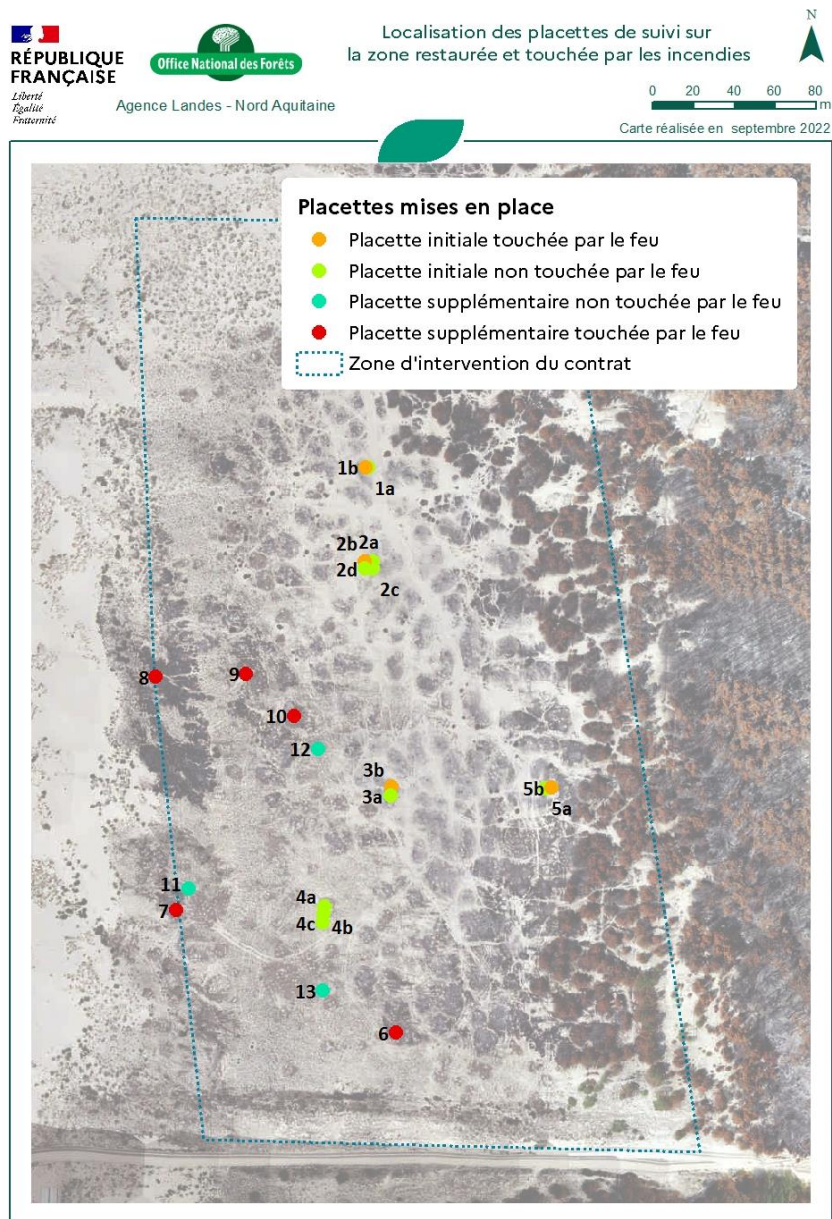 RÉPUBLIQUE
FRANÇAISE
Liberté
Égalité
Fraternité
Office National des Forêts
Agence Landes - Nord Aquitaine
Localisation des placettes de suivi sur
la zone restaurée et touchée par les incendies
N
0 20 40 60 80
m
Carte réalisée en septembre 2022
Placettes mises en place
Placette initiale touchée par le feu
Placette initiale non touchée par le feu
Placette supplémentaire non touchée par le feu
Placette supplémentaire touchée par le feu
Zone d'intervention du contrat
1b
1a
2b 2a
2d
2c
8
9
10
12
3b
3a
5b
5a
11
7
4a
4c 4b
13
6